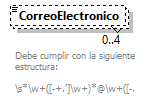 CorreoElectronico
0..4
Debe cumplir con la siguiente
estructura:
\s*\w+([-+.']\w+)*@\w+([-.